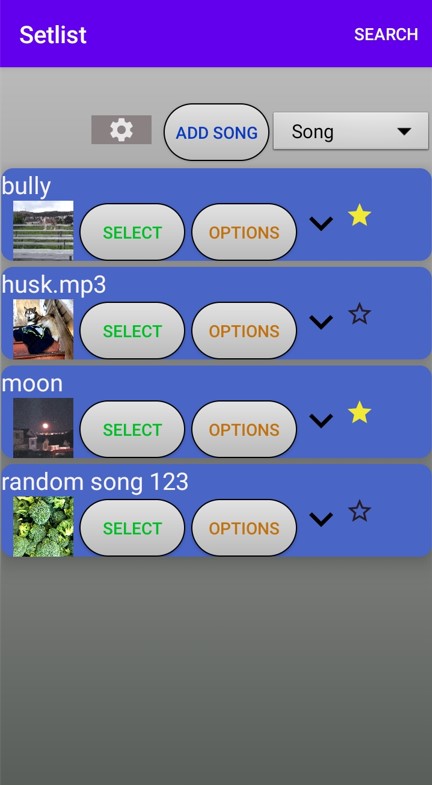 Setlist SEARCH
ADD SONG Song
bully
SELECT OPTIONS
husk.mp3
SELECT OPTIONS
moon
SELECT OPTIONS
random song 123
SELECT OPTIONS